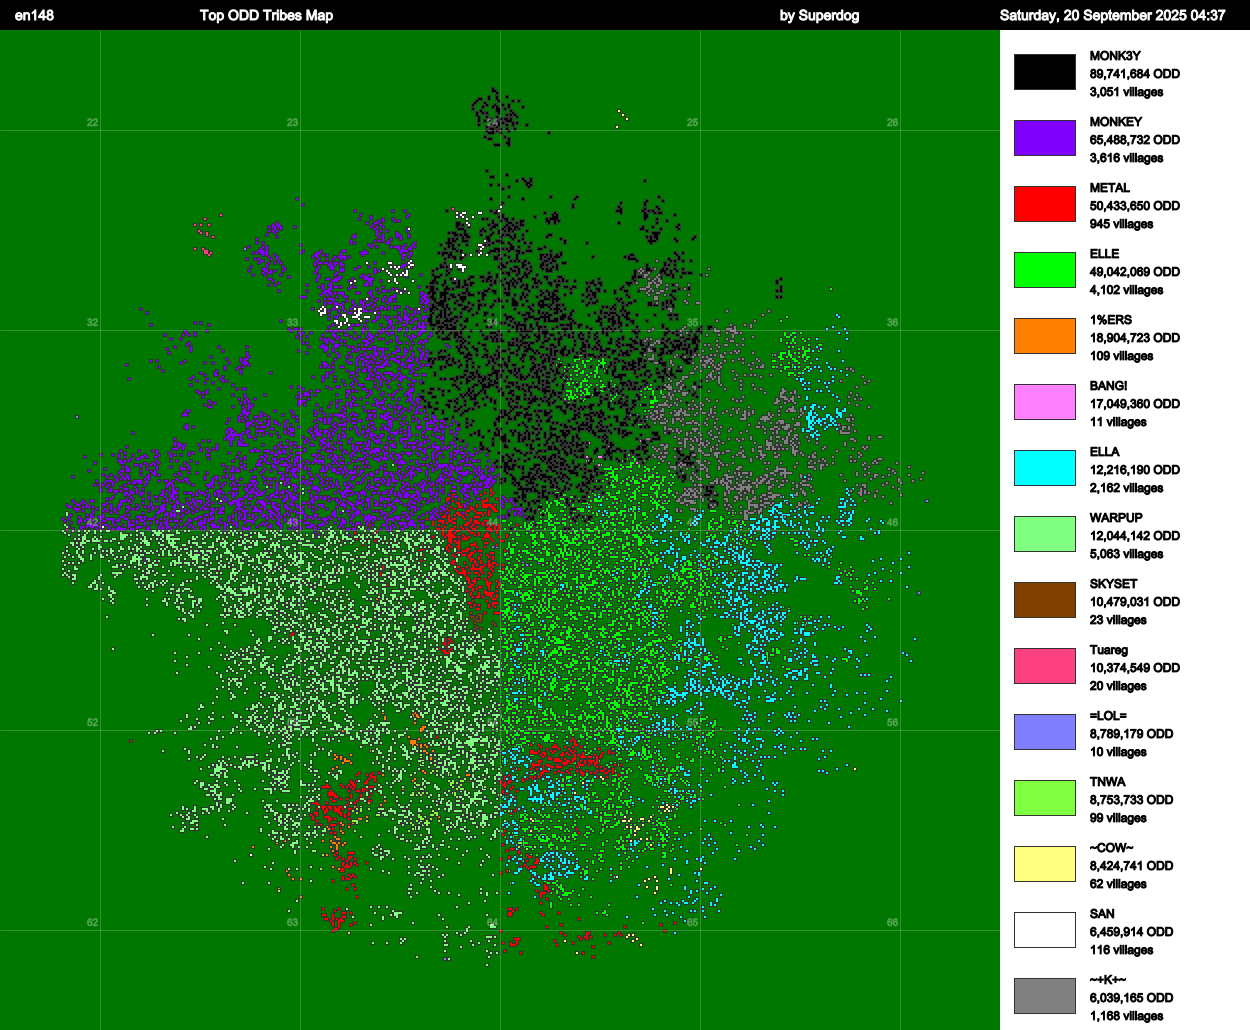 en148 Top ODD Tribes Map by Superdog Saturday, 20 September 2025 04:37
MONK3Y
89,741,684 ODD
3,051 villages
MONKEY
65,488,732 ODD
3,616 villages
METAL
50,433,650 ODD
945 villages
ELLE
49,042,069 ODD
4,102 villages
1%ERS
18,904,723 ODD
109 villages
BANG!
17,049,360 ODD
11 villages
ELLA
12,216,190 ODD
2,162 villages
WARPUP
12,044,142 ODD
5,063 villages
SKYSET
10,479,031 ODD
23 villages
Tuareg
10,374,549 ODD
20 villages
=LOL=
8,789,179 ODD
10 villages
TNWA
8,753,733 ODD
99 villages
~COW~
8,424,741 ODD
62 villages
SAN
6,459,914 ODD
116 villages
~+K+~
6,039,165 ODD
1,168 villages
22 23 24 25 26
32 33 34 35 36
42 43 44 46
52 55 56
62 63 64 65 66